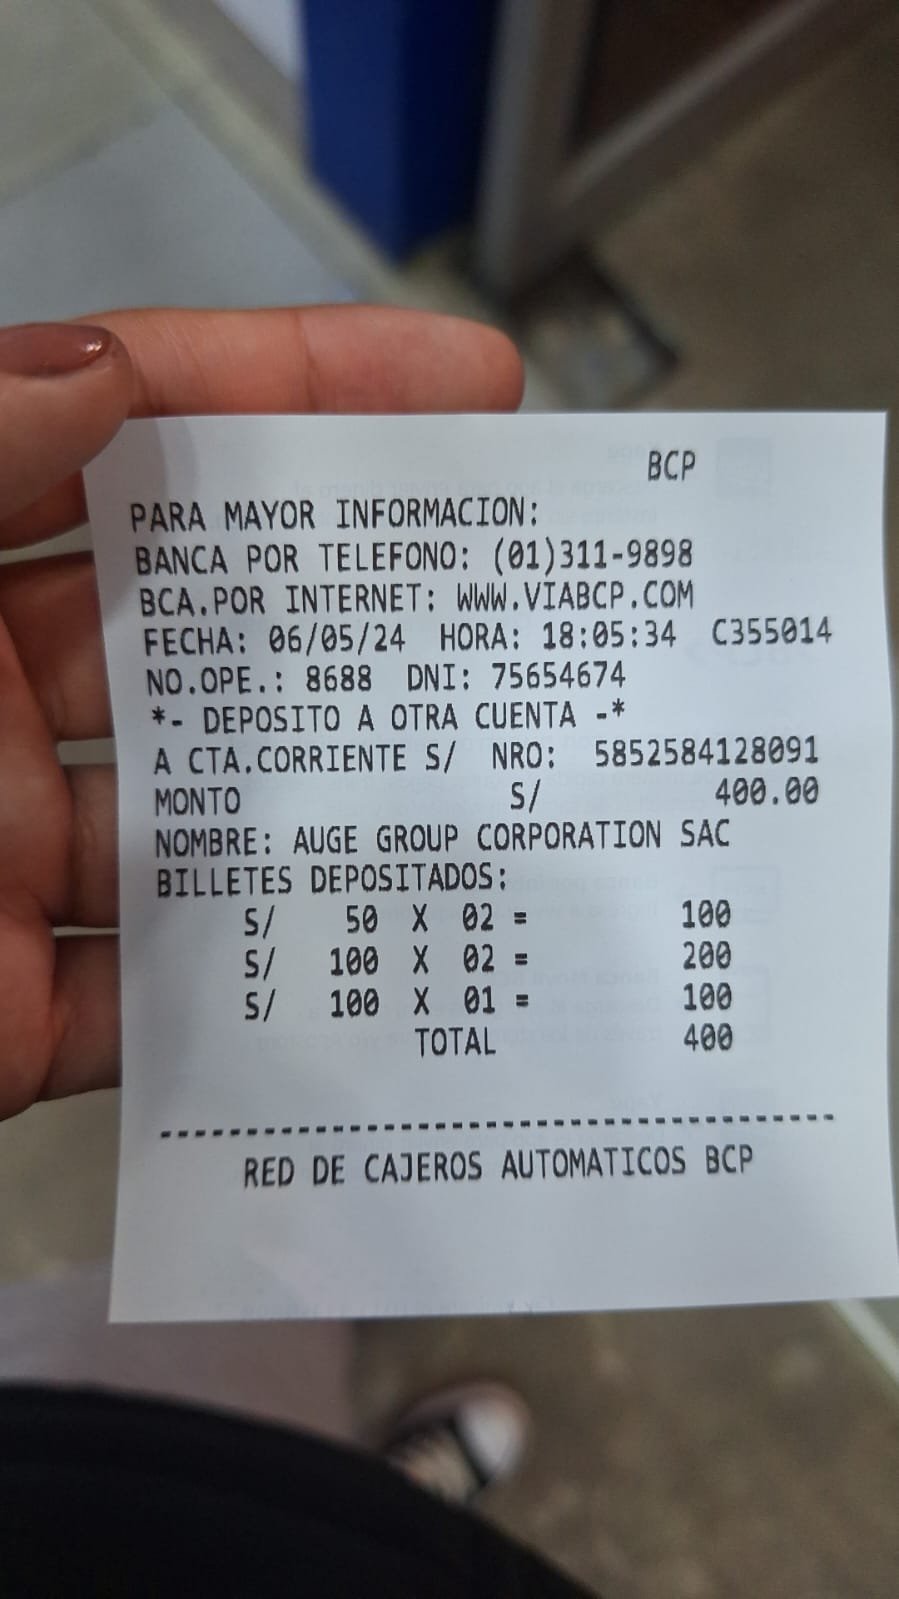 BCP
PARA MAYOR INFORMACION:
BANCA POR TELEFONO: (01)311-9898
BCA.POR INTERNET: WWW.VIABCP.COM
FECHA: 06/05/24 HORA: 18:05:34 C355014
NO.OPE.: 8688 DNI: 75654674
*- DEPOSITO A OTRA CUENTA -*
A CTA.CORRIENTE S/ NRO: 5852584128091
MONTO S/ 400.00
NOMBRE: AUGE GROUP CORPORATION SAC
BILLETES DEPOSITADOS:
S/ 50 X 02 = 100
S/ 100 X 02 = 200
S/ 100 X 01 = 100
TOTAL 400
---------------------------------------
RED DE CAJEROS AUTOMATICOS BCP